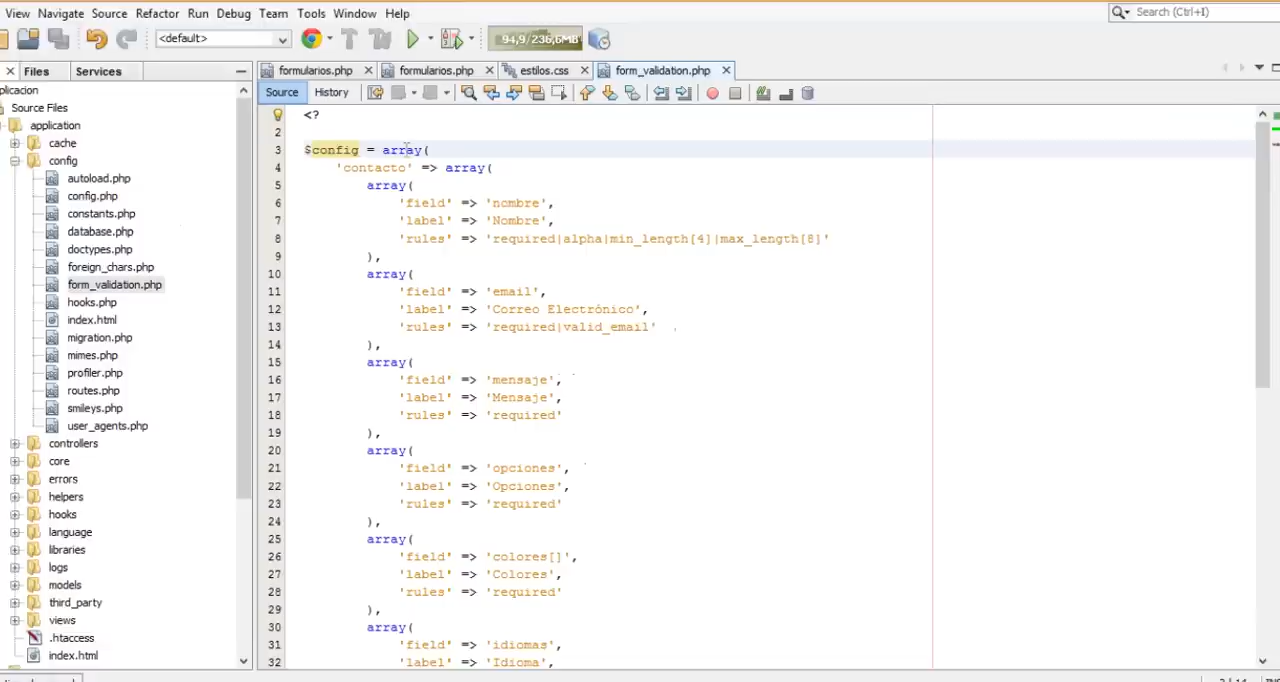 View Navigate Source Refactor Run Debug Team Tools Window Help
Search (Ctrl+I)
<default>
94,9/236,6MB
Files Services
formularios.php formularios.php estilos.css form_validation.php
Source History
plicacion
Source Files
application
cache
config
autoload.php
config.php
constants.php
database.php
doctypes.php
foreign_chars.php
form_validation.php
hooks.php
index.html
migration.php
mimes.php
profiler.php
routes.php
smileys.php
user_agents.php
controllers
core
errors
helpers
hooks
language
libraries
logs
models
third_party
views
.htaccess
index.html
1 <?
2
3 $config = array(
4 'contacto' => array(
5 array(
6 'field' => 'nombre',
7 'label' => 'Nombre',
8 'rules' => 'required|alpha|min_length[4]|max_length[8]'
9 ),
10 array(
11 'field' => 'email',
12 'label' => 'Correo Electrónico',
13 'rules' => 'required|valid_email'
14 ),
15 array(
16 'field' => 'mensaje',
17 'label' => 'Mensaje',
18 'rules' => 'required'
19 ),
20 array(
21 'field' => 'opciones',
22 'label' => 'Opciones',
23 'rules' => 'required'
24 ),
25 array(
26 'field' => 'colores[]',
27 'label' => 'Colores',
28 'rules' => 'required'
29 ),
30 array(
31 'field' => 'idiomas',
32 'label' => 'Idioma',